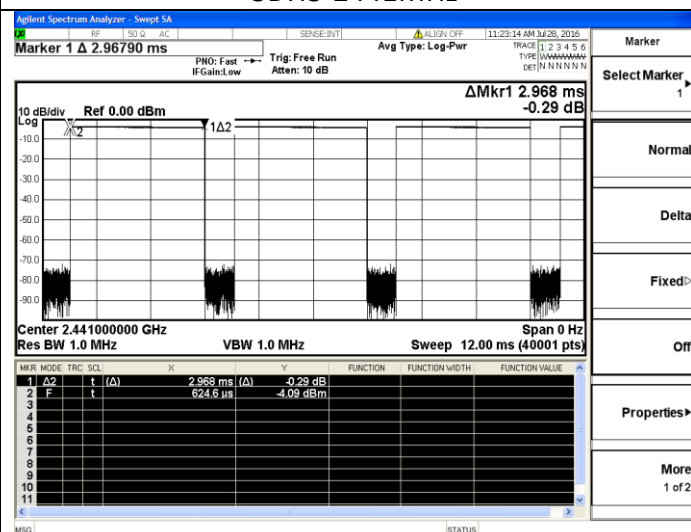 Agilent Spectrum Analyzer - Swept SA
RF 50 Ω AC SENSE:INT ALIGN OFF 11:23:14 AM Jul 28, 2016
Marker 1 Δ 2.96790 ms
PNO: Fast Trig: Free Run
IFGain:Low Atten: 10 dB
Avg Type: Log-Pwr
TRACE 1 2 3 4 5 6
TYPE WWWWWW
DET N N N N N N
ΔMkr1 2.968 ms
-0.29 dB
10 dB/div Ref 0.00 dBm
Log
2
1Δ2
-10.0
-20.0
-30.0
-40.0
-50.0
-60.0
-70.0
-80.0
-90.0
Center 2.441000000 GHz Span 0 Hz
Res BW 1.0 MHz VBW 1.0 MHz Sweep 12.00 ms (40001 pts)
MKR MODE TRC SCL X Y FUNCTION FUNCTION WIDTH FUNCTION VALUE
1 Δ2 t (Δ) 2.968 ms (Δ) -0.29 dB
2 F t 624.6 µs -4.09 dBm
3
4
5
6
7
8
9
10
11
MSG STATUS
Marker
Select Marker
1
Normal
Delta
Fixed
Off
Properties
More
1 of 2